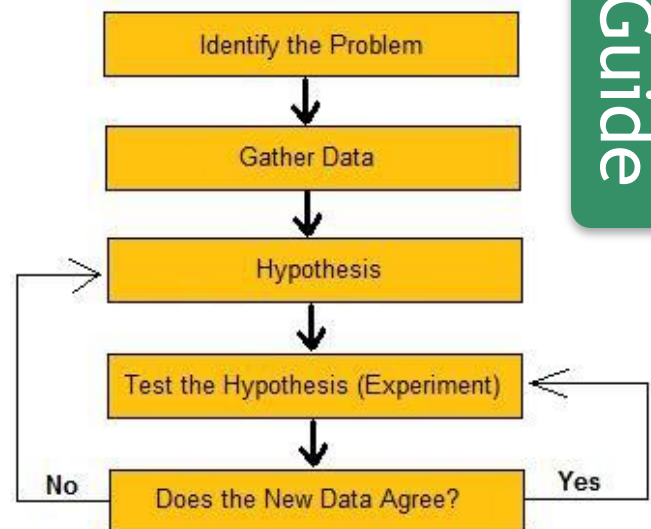 Identify the Problem
Guide
Gather Data
Hypothesis
Test the Hypothesis (Experiment)
No
Does the New Data Agree?
Yes